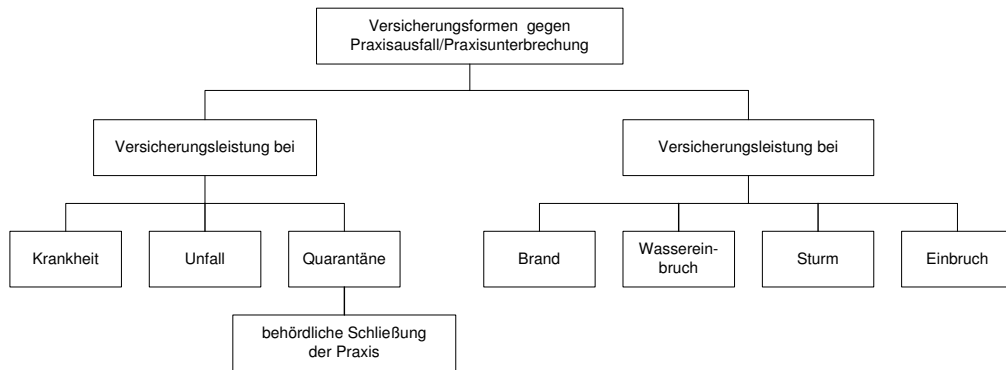 Versicherungsformen gegen
Praxisausfall/Praxisunterbrechung
Versicherungsleistung bei
Versicherungsleistung bei
Krankheit
Unfall
Quarantäne
Brand
Wasserein-
bruch
Sturm
Einbruch
behördliche Schließung
der Praxis